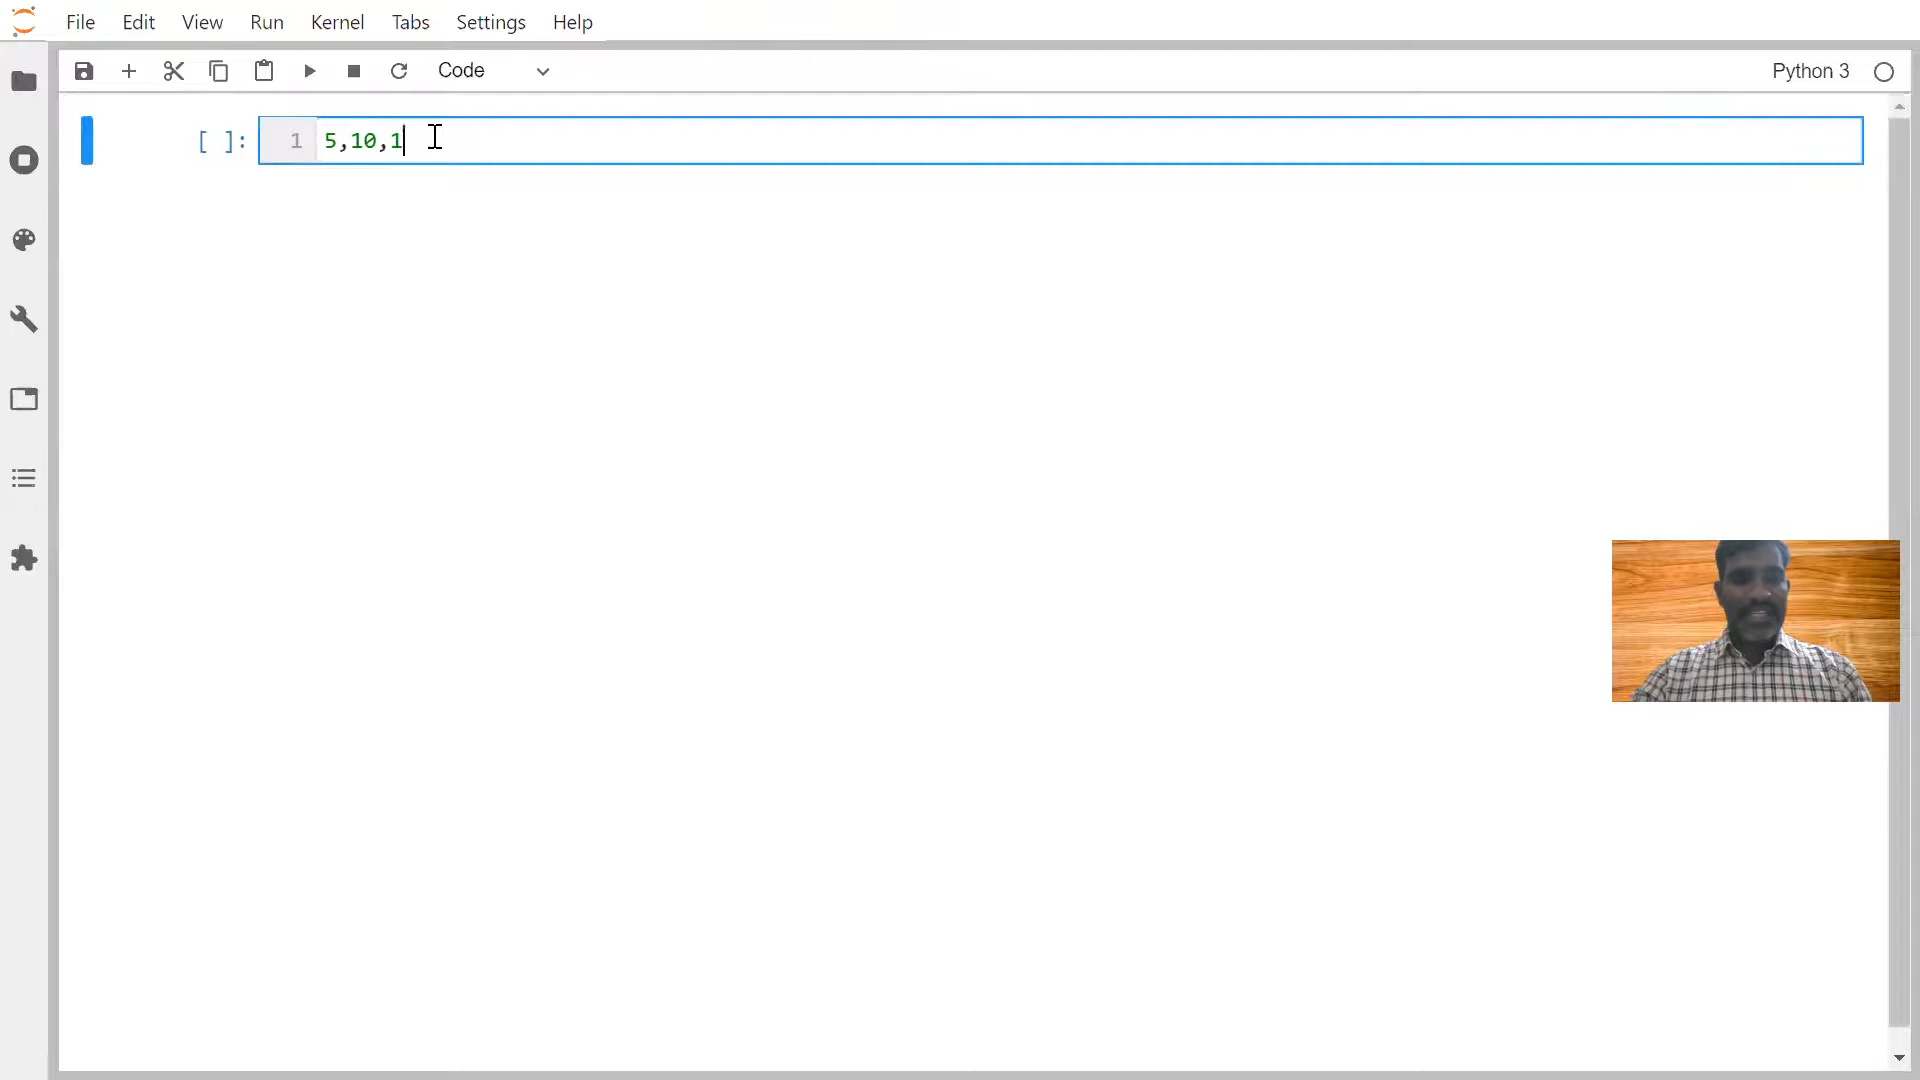 File Edit View Run Kernel Tabs Settings Help
Code Python 3
[ ]: 1 5,10,1